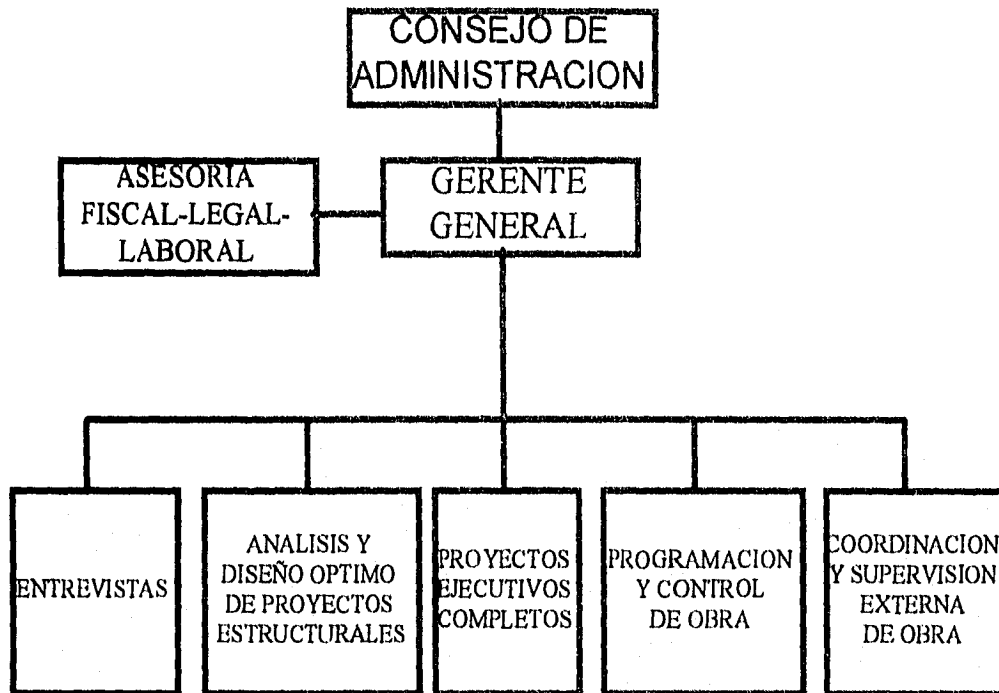 CONSEJO DE
ADMINISTRACION
ASESORÍA
FISCAL-LEGAL-
LABORAL
GERENTE
GENERAL
ENTREVISTAS
ANALISIS Y
DISEÑO OPTIMO
DE PROYECTOS
ESTRUCTURALES
PROYECTOS
EJECUTIVOS
COMPLETOS
PROGRAMACION
Y CONTROL
DE OBRA
COORDINACION
Y SUPERVISION
EXTERNA
DE OBRA